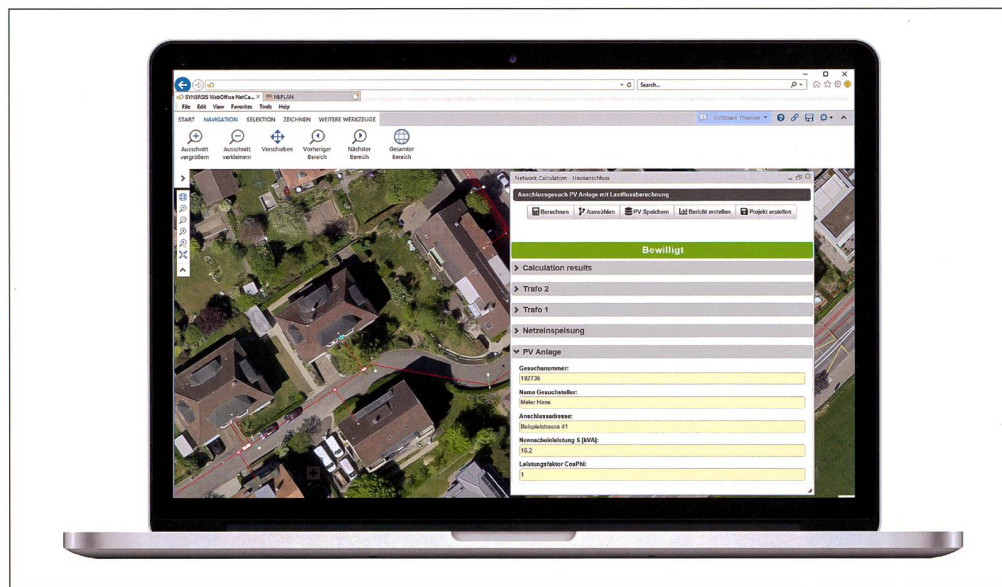 SYNERGIS WebOffice NetCa...
NEPLAN
Search...
File Edit View Favorites Tools Help
START NAVIGATION SELEKTION ZEICHNEN WEITERE WERKZEUGE
Sichtbare Themen
Ausschnitt vergrößern
Ausschnitt verkleinern
Verschieben
Vorheriger Bereich
Nächster Bereich
Gesamter Bereich
Network Calculation - Hausanschluss
Anschlussgesuch PV Anlage mit Lastflussberechnung
Berechnen Auswählen PV Speichern Bericht erstellen Projekt erstellen
Bewilligt
Calculation results
Trafo 2
Trafo 1
Netzeinspeisung
PV Anlage
Gesuchsnummer:
192736
Name Gesuchsteller:
Meier Hans
Anschlussadresse:
Beispielstrasse 41
Nennscheinleistung S [kVA]:
15.2
Leistungsfaktor CosPhi:
1